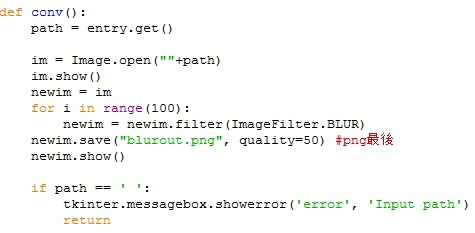 def conv():
    path = entry.get()

    im = Image.open(""+path)
    im.show()
    newim = im
    for i in range(100):
        newim = newim.filter(ImageFilter.BLUR)
    newim.save("blurout.png", quality=50) #png最後
    newim.show()

    if path == ' ':
        tkinter.messagebox.showerror('error', 'Input path')
        return